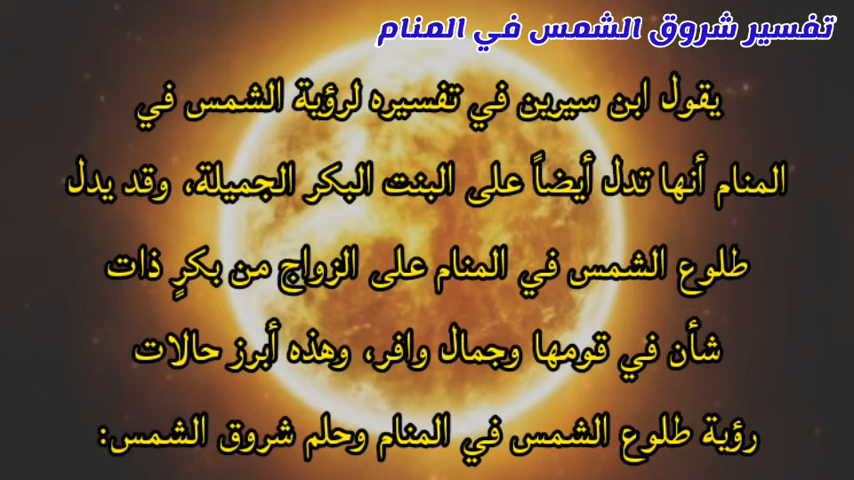 تفسير شروق الشمس في المنام
يقول ابن سيرين في تفسيره لرؤية الشمس في
المنام أنها تدل أيضاً على البنت البكر الجميلة، وقد يدل
طلوع الشمس في المنام على الزواج من بكرٍ ذات
شأن في قومها وجمال وافر، وهذه أبرز حالات
رؤية طلوع الشمس في المنام وحلم شروق الشمس: